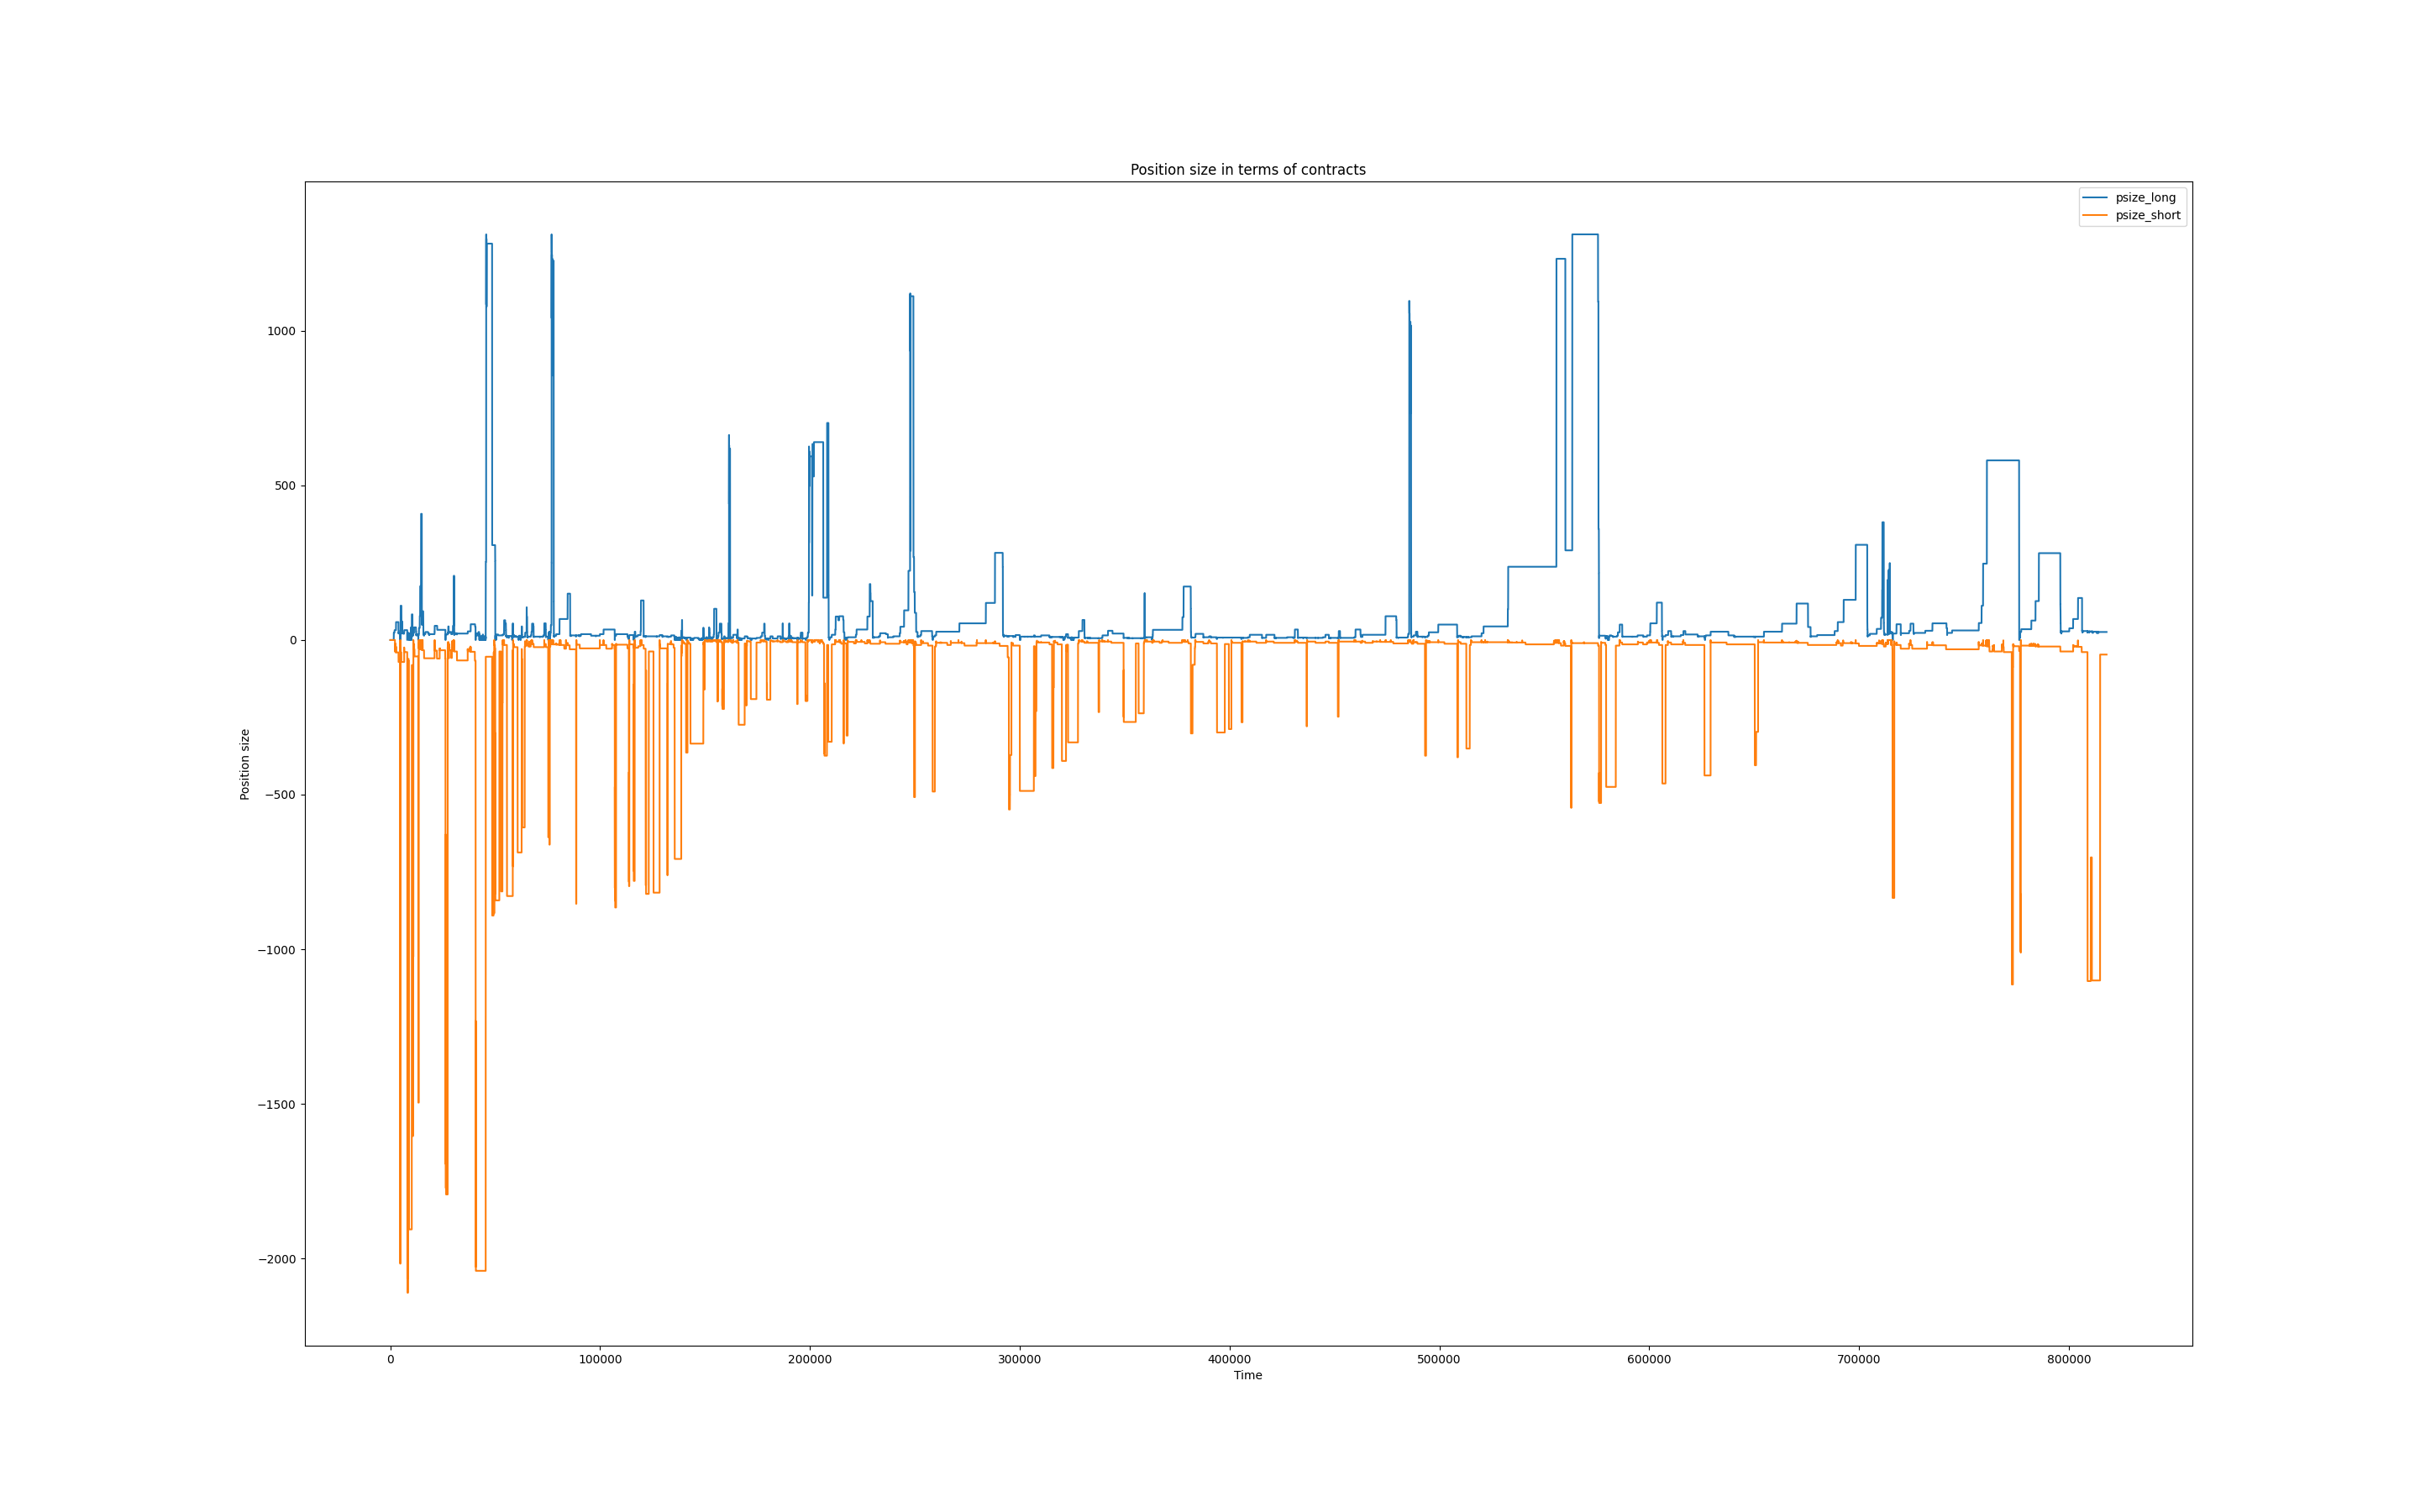 Position size in terms of contracts
psize_long
psize_short
1000
500
0
−500
−1000
−1500
−2000
Position size
0 100000 200000 300000 400000 500000 600000 700000 800000
Time